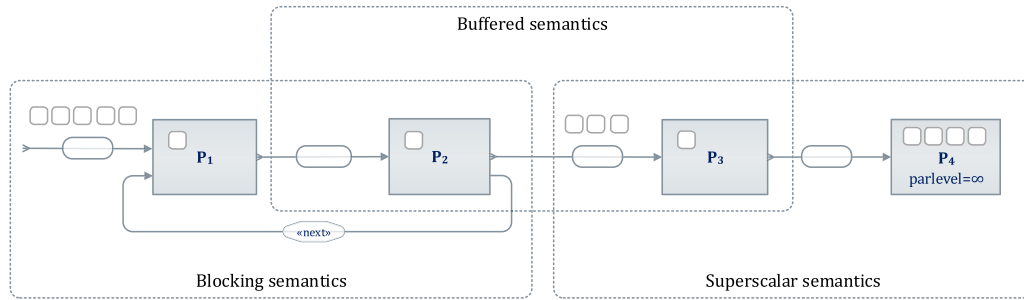 Buffered semantics
P1
P2
P3
P4
parlevel=∞
«next»
Blocking semantics
Superscalar semantics